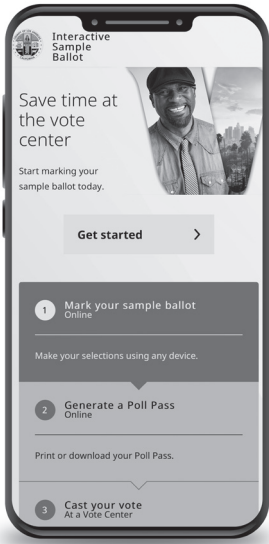 Interactive
Sample
Ballot
Save time at
the vote
center
Start marking your
sample ballot today.
Get started
1 Mark your sample ballot
Online
Make your selections using any device.
2 Generate a Poll Pass
Online
Print or download your Poll Pass.
3 Cast your vote
At a Vote Center